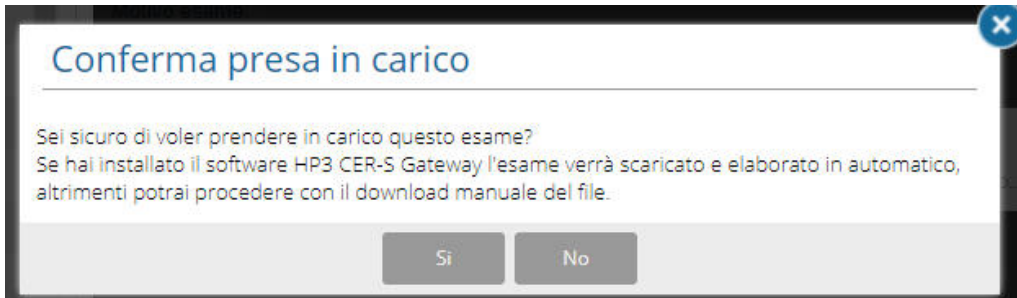 Motivo esame
Conferma presa in carico
Sei sicuro di voler prendere in carico questo esame?
Se hai installato il software HP3 CER-S Gateway l'esame verrà scaricato e elaborato in automatico,
altrimenti potrai procedere con il download manuale del file.
Si No